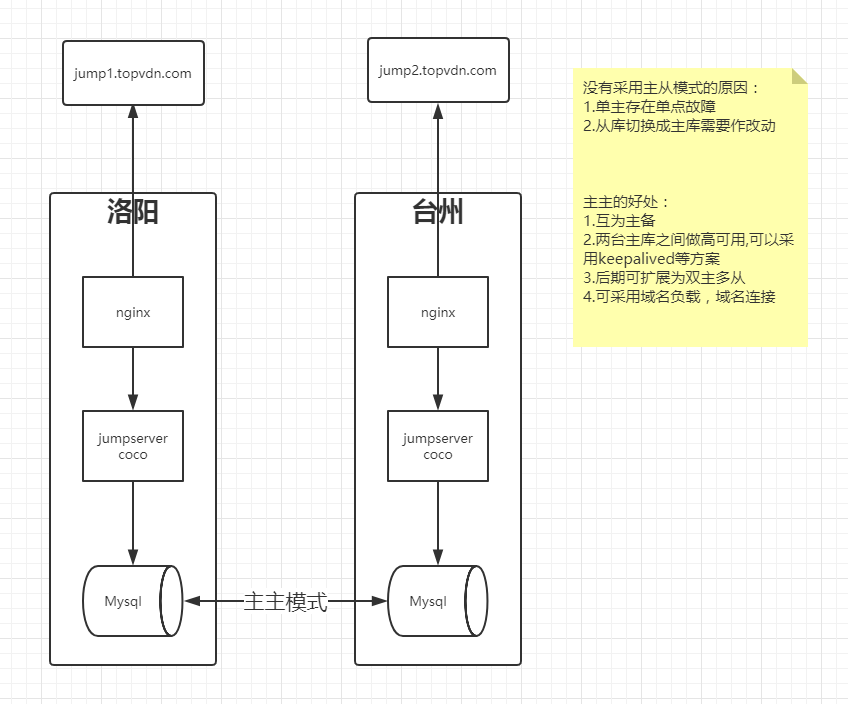 jump1.topvdn.com
jump2.topvdn.com
洛阳
台州
nginx
nginx
jumpserver
coco
jumpserver
coco
Mysql
主主模式
Mysql
没有采用主从模式的原因：
1.单主存在单点故障
2.从库切换成主库需要作改动
主主的好处：
1.互为主备
2.两台主库之间做高可用,可以采
用keepalived等方案
3.后期可扩展为双主多从
4.可采用域名负载，域名连接